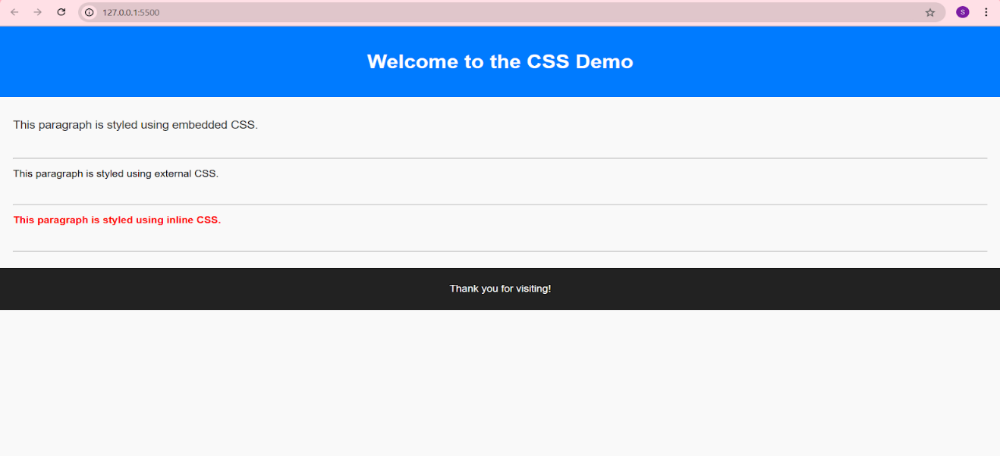 127.0.0.1:5500
S
Welcome to the CSS Demo
This paragraph is styled using embedded CSS.
This paragraph is styled using external CSS.
This paragraph is styled using inline CSS.
Thank you for visiting!